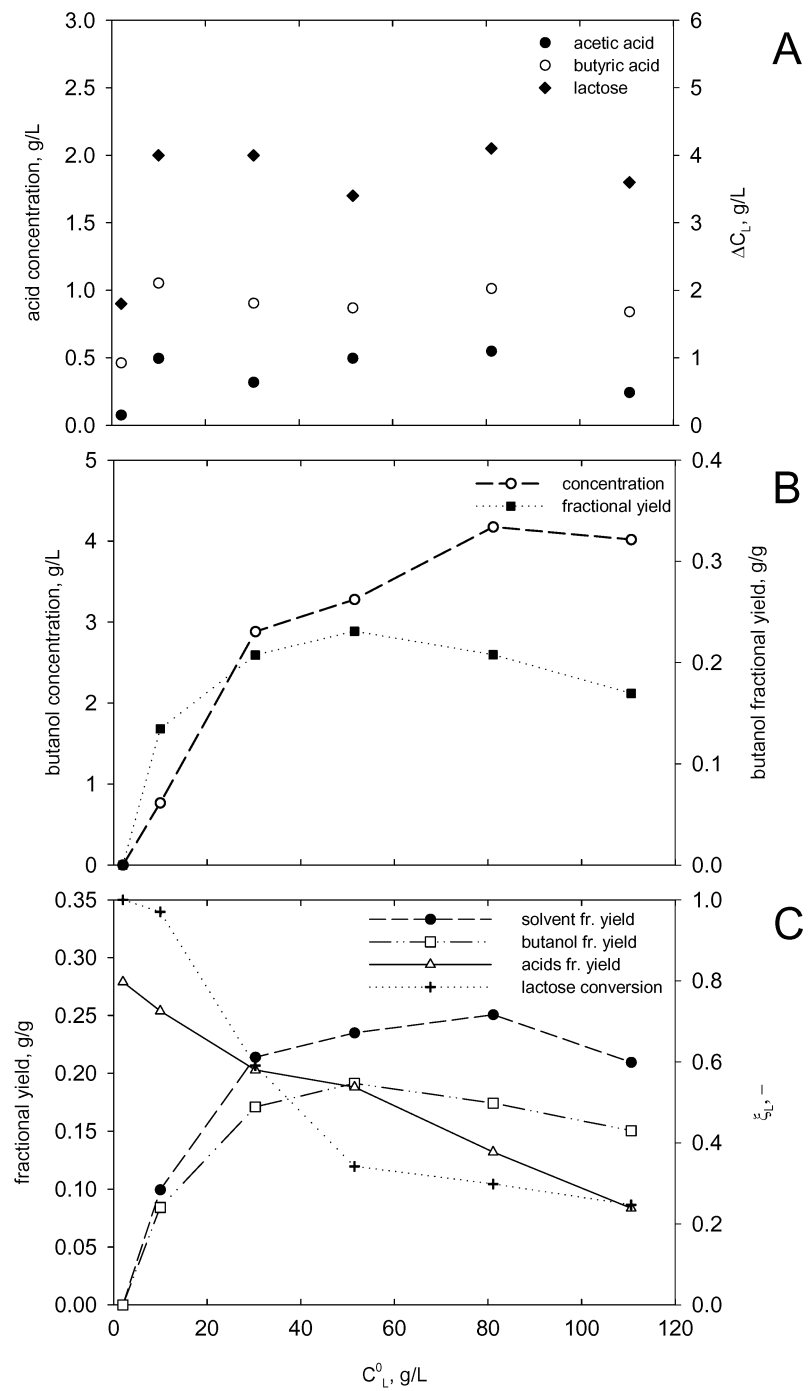 A
acetic acid
butyric acid
lactose
acid concentration, g/L
3.0
2.5
2.0
1.5
1.0
0.5
0.0
6
5
4
3
2
1
0
ΔC_L, g/L
B
concentration
fractional yield
butanol concentration, g/L
5
4
3
2
1
0
0.4
0.3
0.2
0.1
0.0
butanol fractional yield, g/g
C
solvent fr. yield
butanol fr. yield
acids fr. yield
lactose conversion
fractional yield, g/g
0.35
0.30
0.25
0.20
0.15
0.10
0.05
0.00
1.0
0.8
0.6
0.4
0.2
0.0
ξ_L, –
0 20 40 60 80 100 120
C⁰_L, g/L